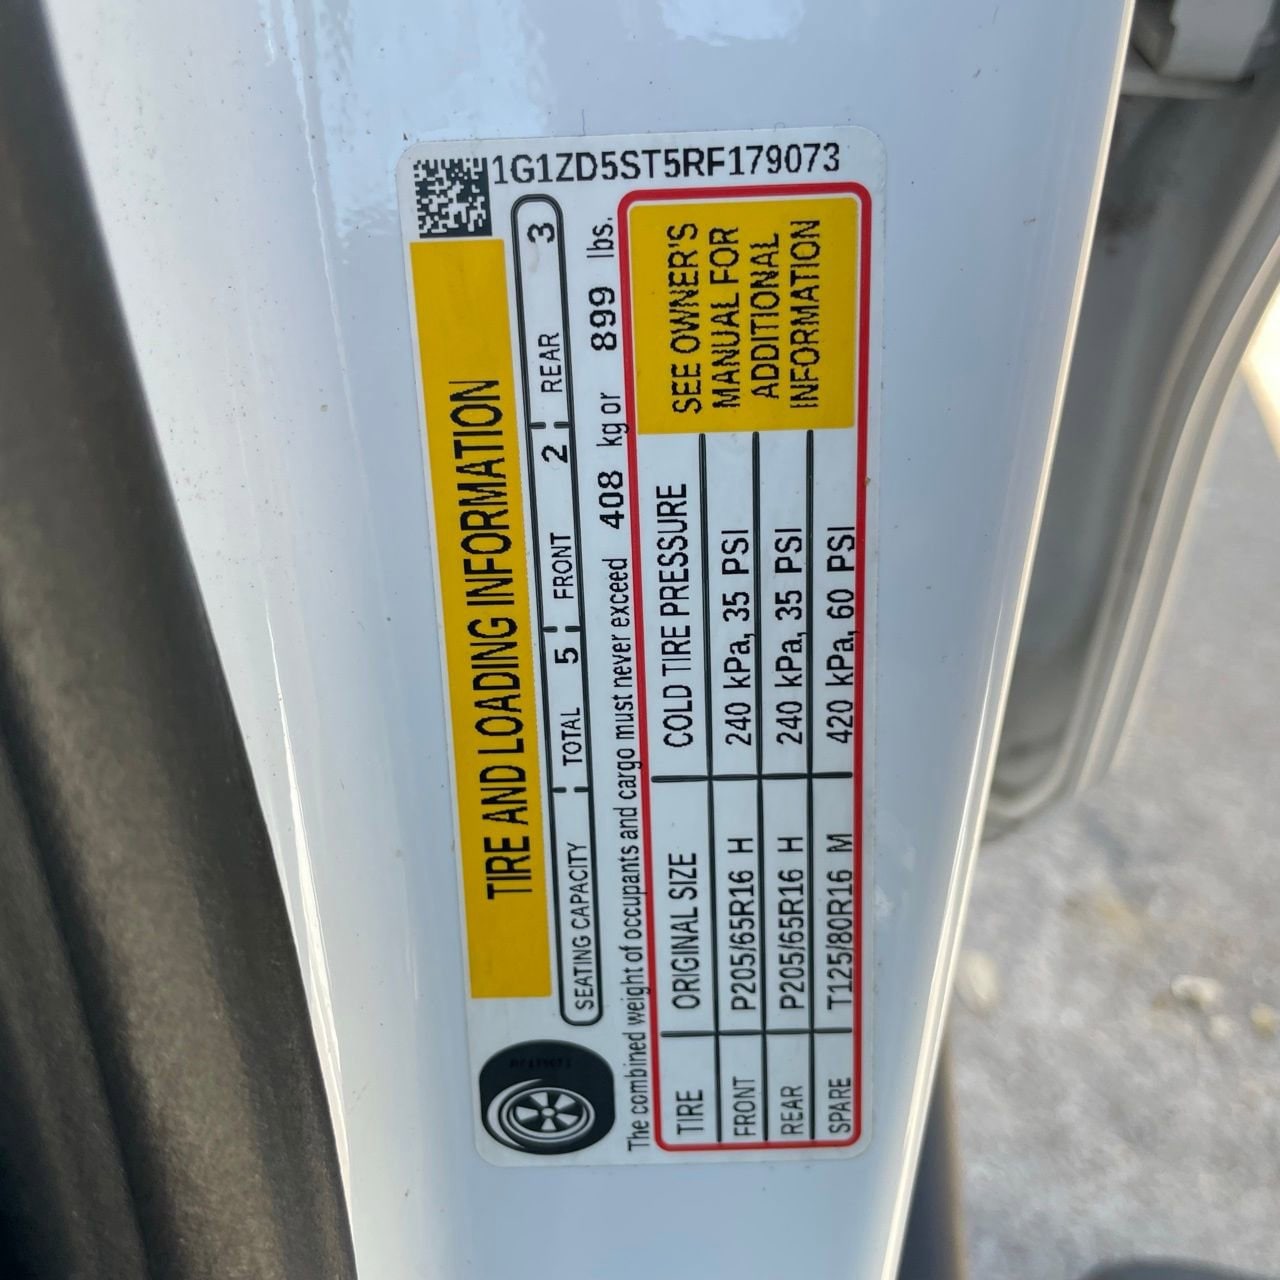 1G1ZD5ST5RF179073
TIRE AND LOADING INFORMATION
SEATING CAPACITY TOTAL 5 FRONT 2 REAR 3
The combined weight of occupants and cargo must never exceed 408 kg or 899 lbs.
TIRE ORIGINAL SIZE COLD TIRE PRESSURE
FRONT P205/65R16 H 240 kPa, 35 PSI
REAR P205/65R16 H 240 kPa, 35 PSI
SPARE T125/80R16 M 420 kPa, 60 PSI
SEE OWNER'S
MANUAL FOR
ADDITIONAL
INFORMATION